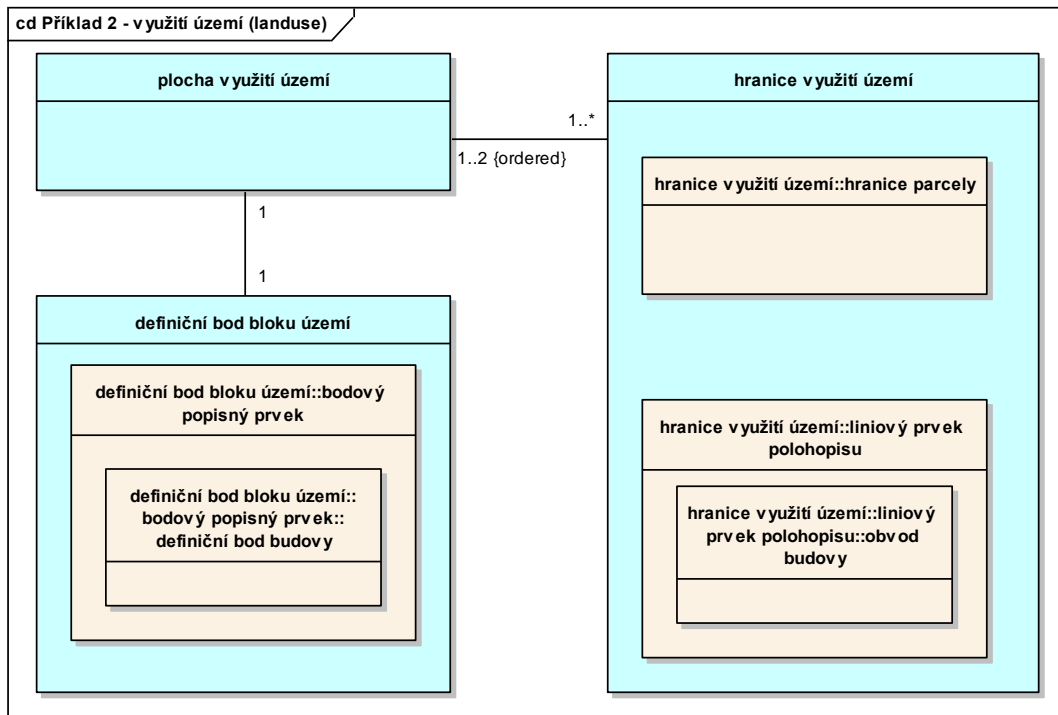 cd Příklad 2 - využití území (landuse)
plocha využití území
hranice využití území
1..*
1..2 {ordered}
hranice využití území::hranice parcely
1
1
definiční bod bloku území
definiční bod bloku území::bodový
popisný prvek
definiční bod bloku území::
bodový popisný prvek::
definiční bod budovy
hranice využití území::liniový prvek
polohopisu
hranice využití území::liniový
prvek polohopisu::obvod
budovy